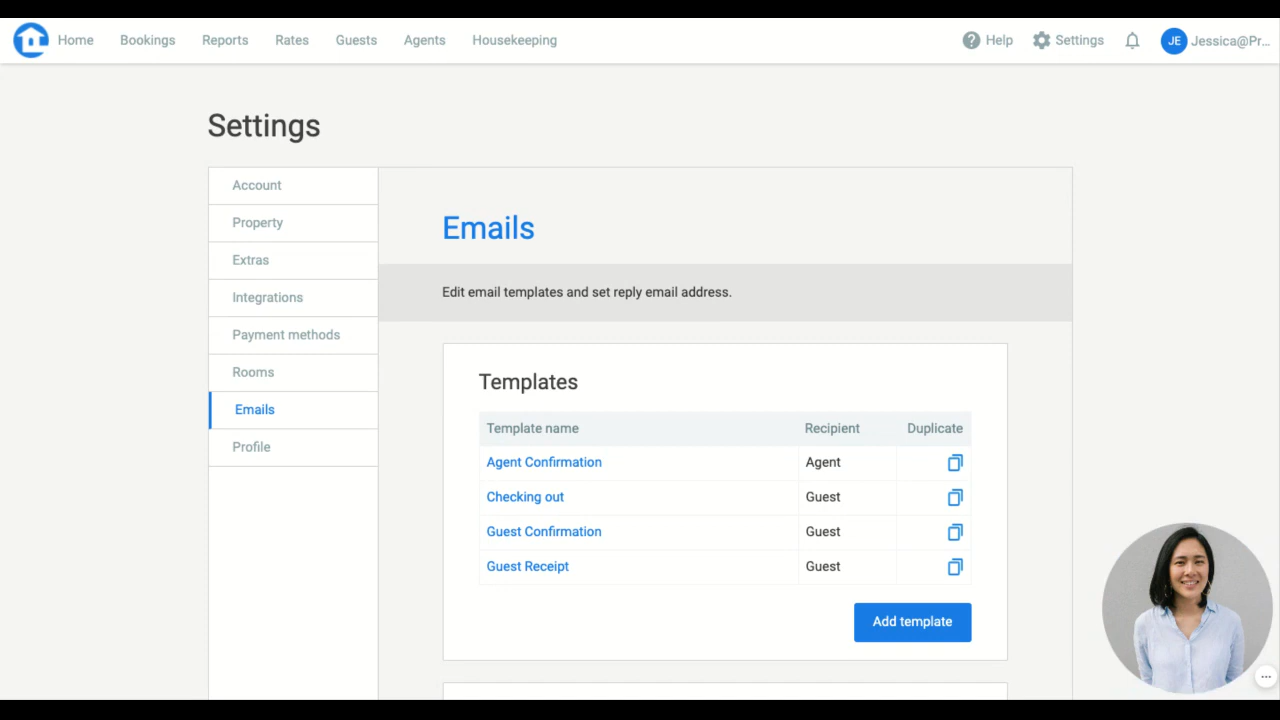 Home Bookings Reports Rates Guests Agents Housekeeping Help Settings JE Jessica@Pr...
Settings
Account
Property
Extras
Integrations
Payment methods
Rooms
Emails
Profile
Emails
Edit email templates and set reply email address.
Templates
Template name Recipient Duplicate
Agent Confirmation Agent
Checking out Guest
Guest Confirmation Guest
Guest Receipt Guest
Add template